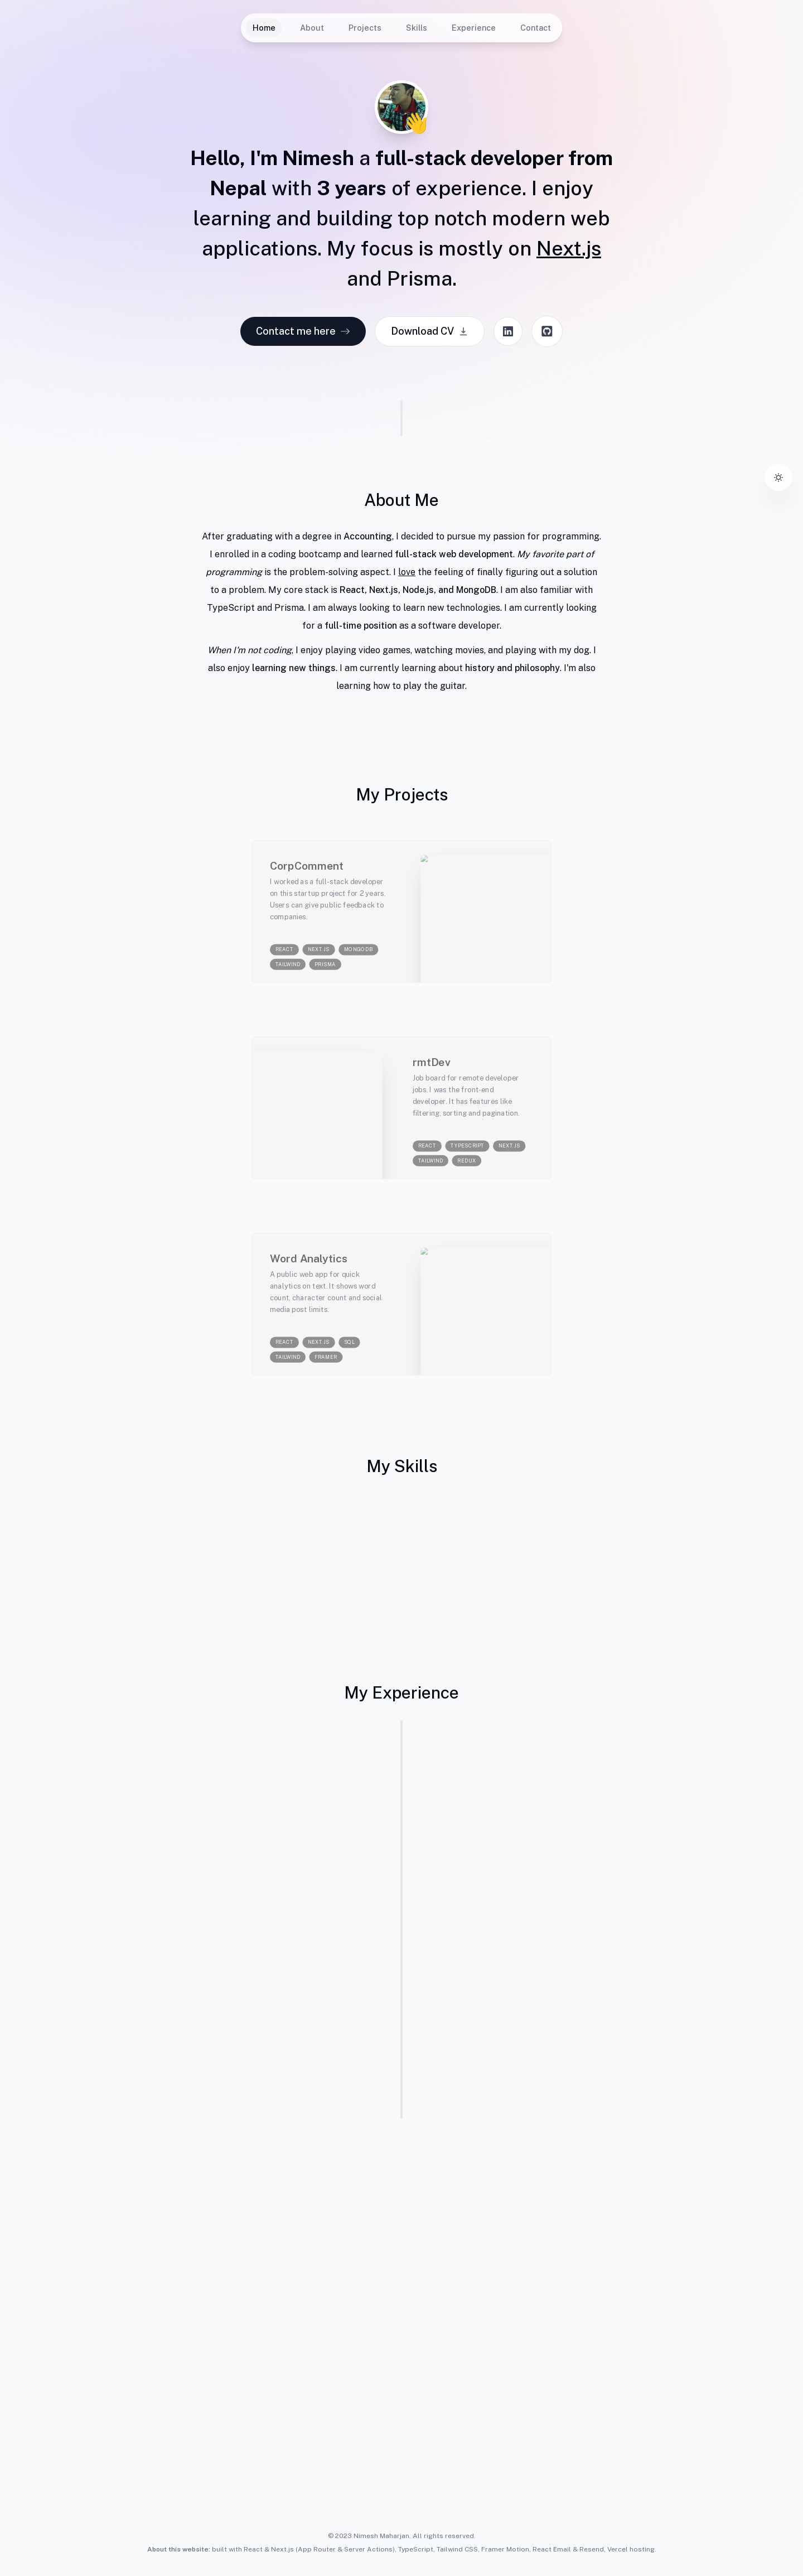 Home About Projects Skills Experience Contact
Hello, I'm Nimesh a full-stack developer from
Nepal with 3 years of experience. I enjoy
learning and building top notch modern web
applications. My focus is mostly on Next.js
and Prisma.
Contact me here
Download CV
About Me
After graduating with a degree in Accounting, I decided to pursue my passion for programming.
I enrolled in a coding bootcamp and learned full-stack web development. My favorite part of
programming is the problem-solving aspect. I love the feeling of finally figuring out a solution
to a problem. My core stack is React, Next.js, Node.js, and MongoDB. I am also familiar with
TypeScript and Prisma. I am always looking to learn new technologies. I am currently looking
for a full-time position as a software developer.
When I'm not coding, I enjoy playing video games, watching movies, and playing with my dog. I
also enjoy learning new things. I am currently learning about history and philosophy. I'm also
learning how to play the guitar.
My Projects
CorpComment
I worked as a full-stack developer
on this startup project for 2 years.
Users can give public feedback to
companies.
REACT NEXT.JS MONGODB
TAILWIND PRISMA
rmtDev
Job board for remote developer
jobs. I was the front-end
developer. It has features like
filtering, sorting and pagination.
REACT TYPESCRIPT NEXT.JS
TAILWIND REDUX
Word Analytics
A public web app for quick
analytics on text. It shows word
count, character count and social
media post limits.
REACT NEXT.JS SQL
TAILWIND FRAMER
My Skills
My Experience
© 2023 Nimesh Maharjan. All rights reserved.
About this website: built with React & Next.js (App Router & Server Actions), TypeScript, Tailwind CSS, Framer Motion, React Email & Resend, Vercel hosting.